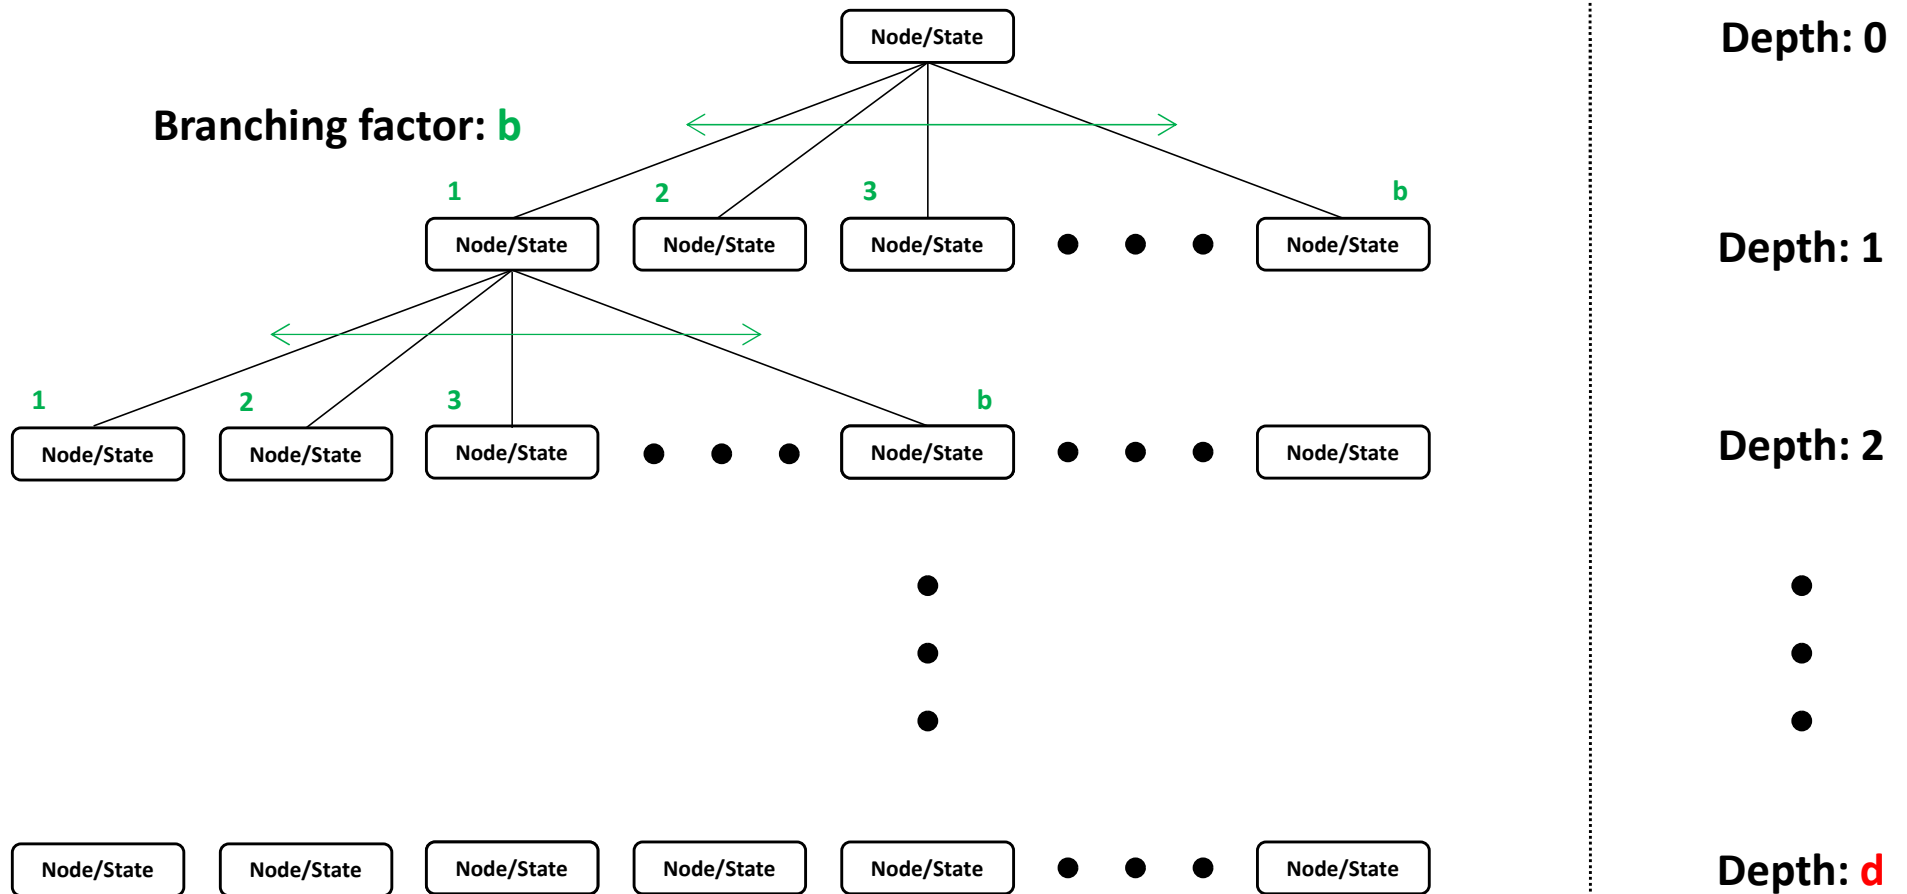 Node/State Depth: 0
Branching factor: b
1 2 3 b
Node/State Node/State Node/State Node/State Depth: 1
1 2 3 b
Node/State Node/State Node/State Node/State Node/State Depth: 2
Node/State Node/State Node/State Node/State Node/State Node/State Depth: d